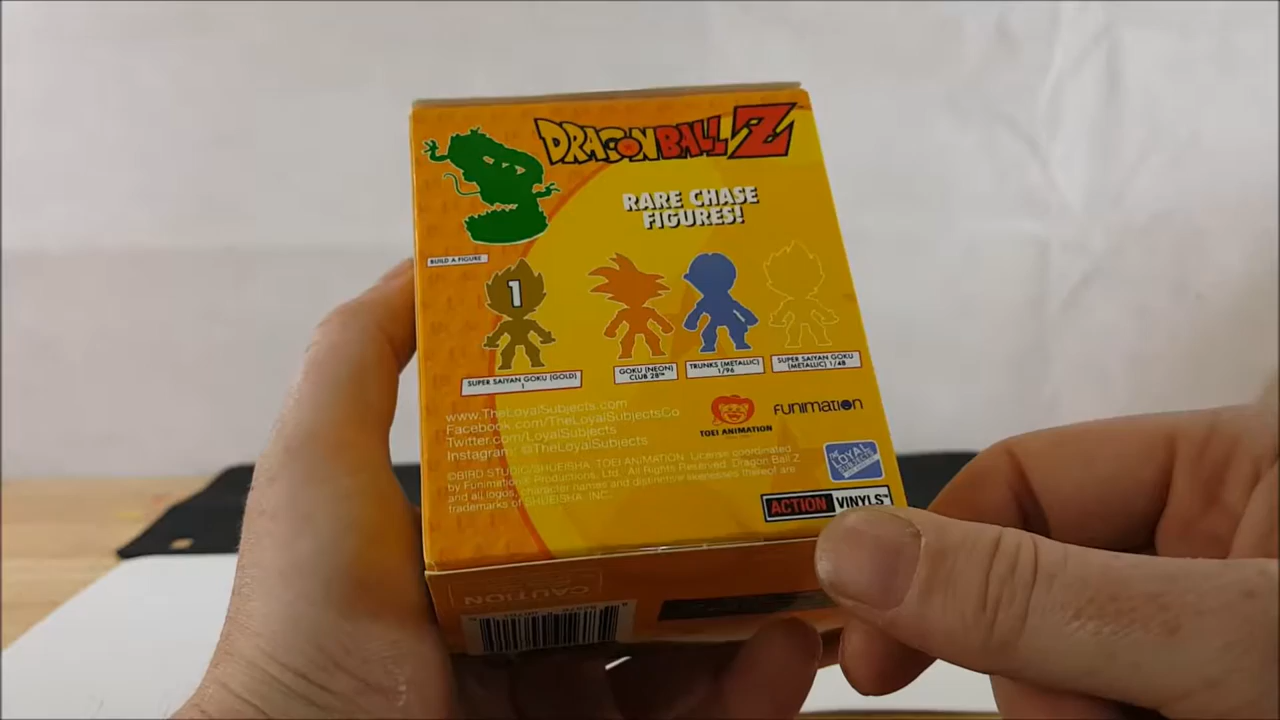 DRAGON BALL Z
RARE CHASE
FIGURES!
BUILD A FIGURE
1
SUPER SAIYAN GOKU (GOLD)
1
GOKU (NEON)
CLUB 28™
TRUNKS (METALLIC)
1/96
SUPER SAIYAN GOKU
(METALLIC) 1/48
www.TheLoyalSubjects.com
Facebook.com/TheLoyalSubjectsCo
Twitter.com/LoyalSubjects
Instagram: @TheLoyalSubjects
TOEI ANIMATION
FUNIMATION
©BIRD STUDIO/SHUEISHA, TOEI ANIMATION. License coordinated
by Funimation® Productions, Ltd. All Rights Reserved. Dragon Ball Z
and all logos, character names and distinctive likenesses thereof are
trademarks of SHUEISHA, INC.
THE
LOYAL
SUBJECTS
ACTION VINYLS™
CAUTION